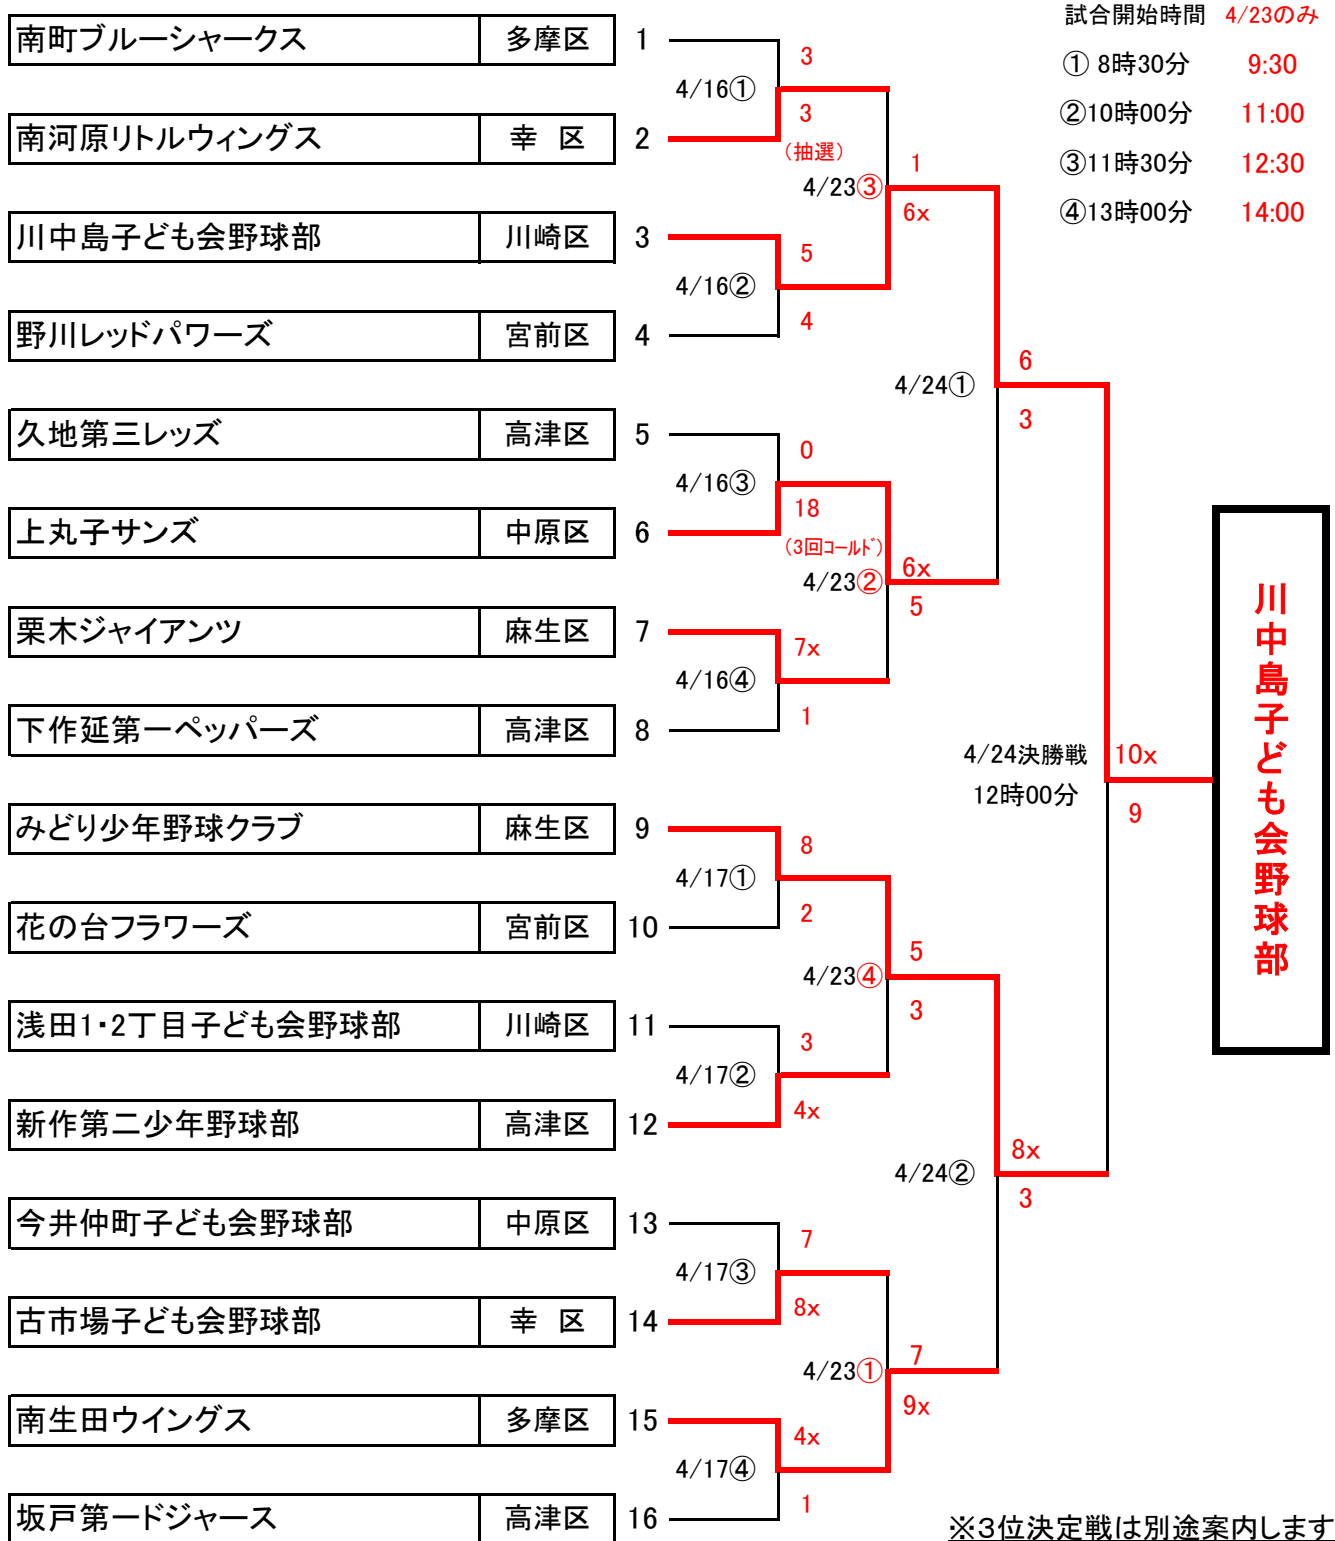 試合開始時間 4/23のみ
① 8時30分 9:30
②10時00分 11:00
③11時30分 12:30
④13時00分 14:00
南町ブルーシャークス 多摩区 1
3
4/16①
3
(抽選)
南河原リトルウィングス 幸 区 2
1
4/23③
6x
川中島子ども会野球部 川崎区 3
5
4/16②
4
野川レッドパワーズ 宮前区 4
6
4/24①
3
久地第三レッズ 高津区 5
0
4/16③
18
(3回コールド)
上丸子サンズ 中原区 6
6x
4/23②
5
栗木ジャイアンツ 麻生区 7
7x
4/16④
1
下作延第一ペッパーズ 高津区 8
4/24決勝戦 10x
12時00分 9
川中島子ども会野球部
みどり少年野球クラブ 麻生区 9
8
4/17①
2
花の台フラワーズ 宮前区 10
5
4/23④
3
浅田1・2丁目子ども会野球部 川崎区 11
3
4/17②
4x
新作第二少年野球部 高津区 12
8x
4/24②
3
今井仲町子ども会野球部 中原区 13
7
4/17③
8x
古市場子ども会野球部 幸 区 14
7
4/23①
9x
南生田ウイングス 多摩区 15
4x
4/17④
1
坂戸第一ドジャース 高津区 16
※3位決定戦は別途案内します